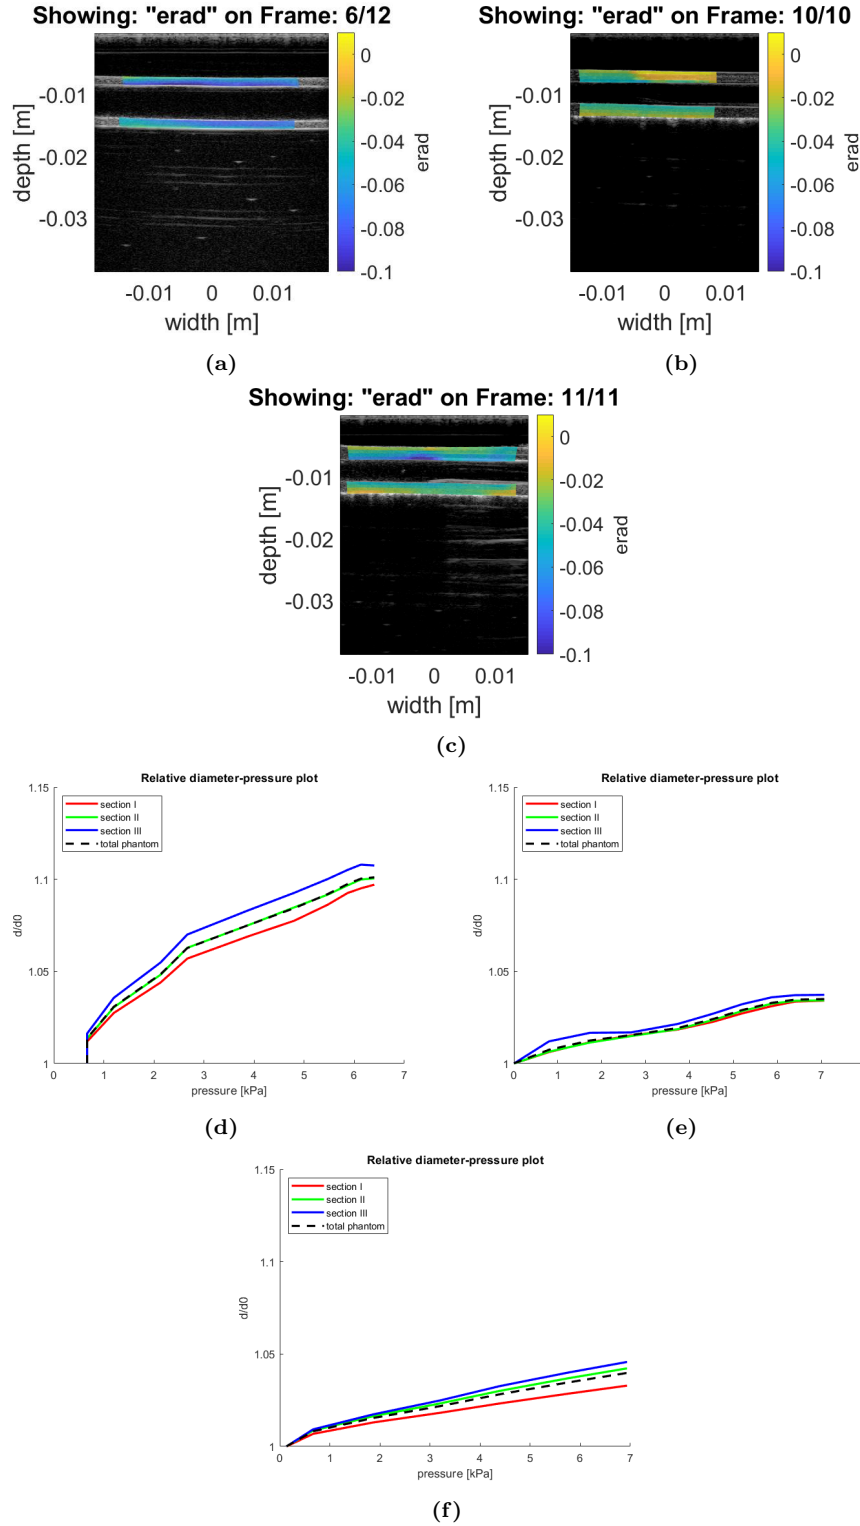 Showing: "erad" on Frame: 6/12
depth [m]
-0.01
-0.02
-0.03
-0.01 0 0.01
width [m]
0
-0.02
-0.04
-0.06
-0.08
-0.1
erad
(a)
Showing: "erad" on Frame: 10/10
depth [m]
-0.01
-0.02
-0.03
-0.01 0 0.01
width [m]
0
-0.02
-0.04
-0.06
-0.08
-0.1
erad
(b)
Showing: "erad" on Frame: 11/11
depth [m]
-0.01
-0.02
-0.03
-0.01 0 0.01
width [m]
0
-0.02
-0.04
-0.06
-0.08
-0.1
erad
(c)
Relative diameter-pressure plot
1.15
1.1
1.05
1
d/d0
section I
section II
section III
total phantom
0 1 2 3 4 5 6 7
pressure [kPa]
(d)
Relative diameter-pressure plot
1.15
1.1
1.05
1
d/d0
section I
section II
section III
total phantom
0 1 2 3 4 5 6 7
pressure [kPa]
(e)
Relative diameter-pressure plot
1.15
1.1
1.05
1
d/d0
section I
section II
section III
total phantom
0 1 2 3 4 5 6 7
pressure [kPa]
(f)